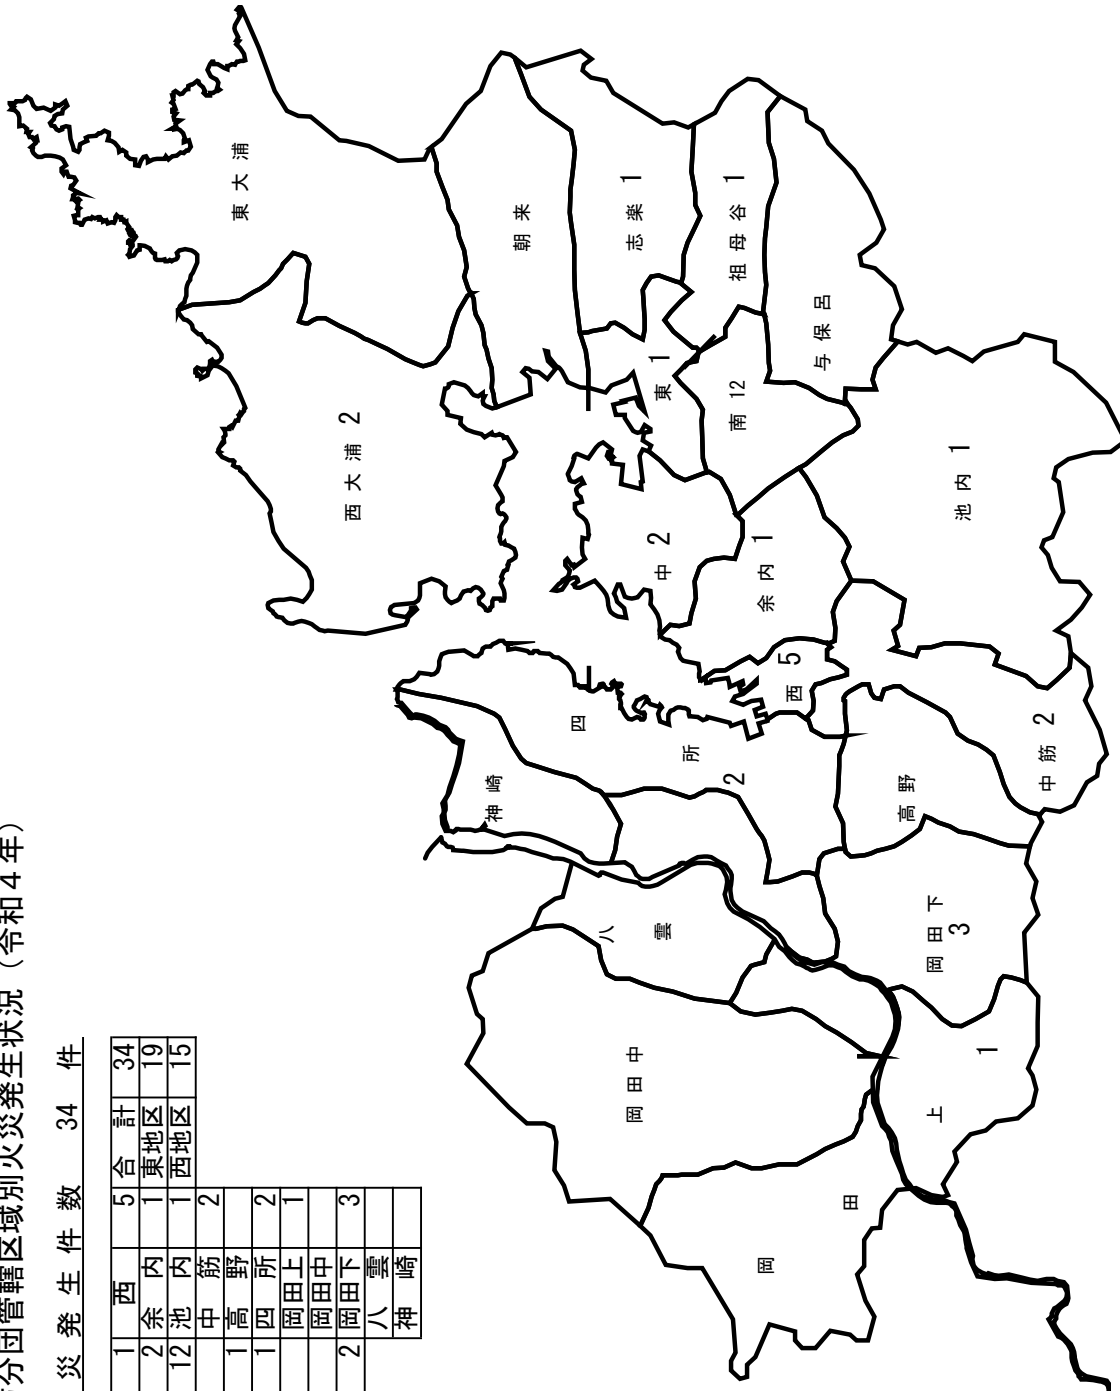 分団管轄区域別火災発生状況（令和４年）
災発生件数 34 件
1 西 5 合計 34
2 余内 1 東地区 19
12 池内 1 西地区 15
中筋 2
1 高野
1 四所 2
岡田上 1
岡田中
2 岡田下 3
八雲
神崎
東大浦
西大浦 2
朝来
志楽 1
祖母谷 1
与保呂
東 1
南 12
中 2
余内 1
池内 1
西 5
四所 2
神崎
高野
中筋 2
八雲
岡田下 3
岡田中
岡田上 1